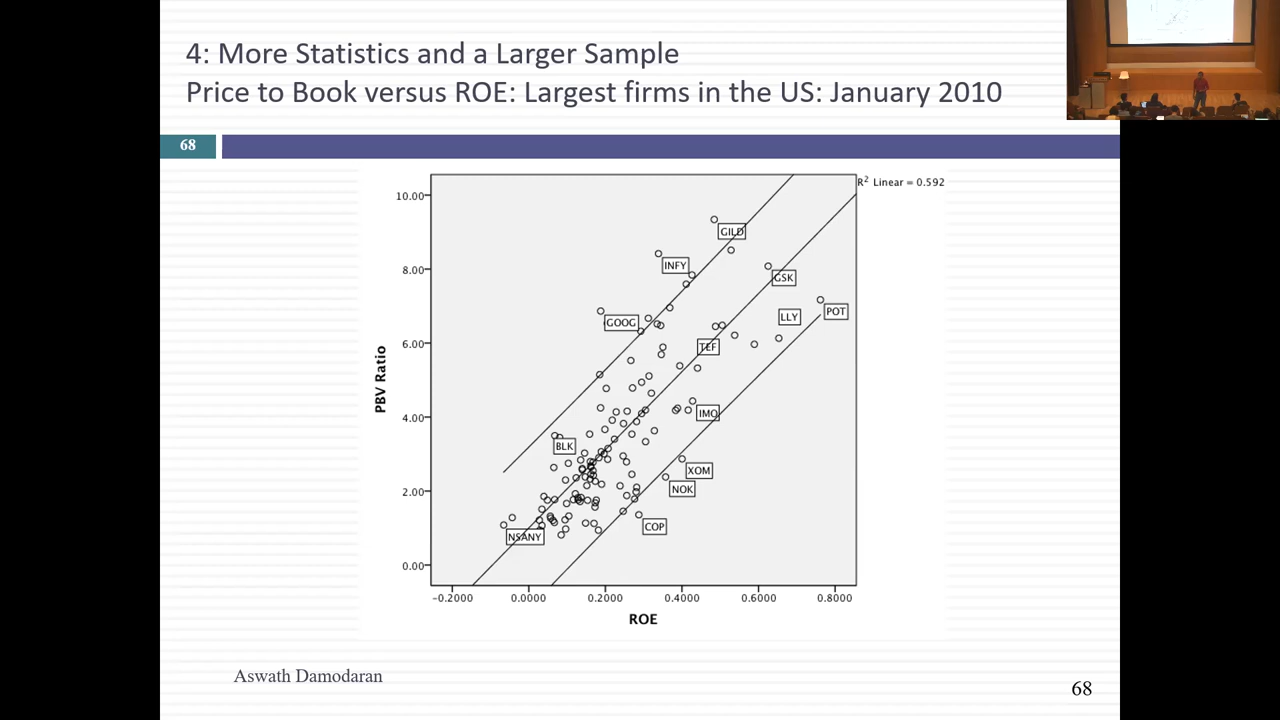 4: More Statistics and a Larger Sample
Price to Book versus ROE: Largest firms in the US: January 2010
68
R² Linear = 0.592
10.00
8.00
6.00
4.00
2.00
0.00
PBV Ratio
GILD
INFY
GSK
POT
LLY
GOOG
TEF
IMO
BLK
XOM
NOK
COP
NSANY
-0.2000
0.0000
0.2000
0.4000
0.6000
0.8000
ROE
Aswath Damodaran
68